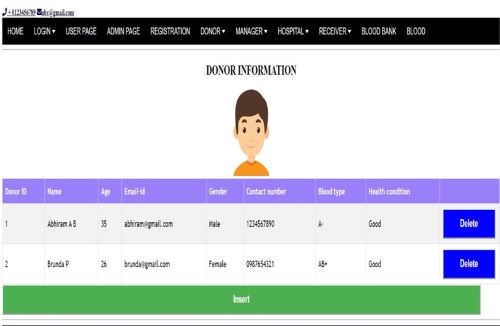 + 0123456789 abc@gmail.com
HOME LOGIN ▾ USER PAGE ADMIN PAGE REGISTRATION DONOR ▾ MANAGER ▾ HOSPITAL ▾ RECEIVER ▾ BLOOD BANK BLOOD
DONOR INFORMATION
Donor ID Name Age Email-id Gender Contact number Blood type Health condition
1 Abhiram A B 35 abhiram@gmail.com Male 1234567890 A- Good Delete
2 Brunda P 26 brunda@gmail.com Female 0987654321 AB+ Good Delete
Insert